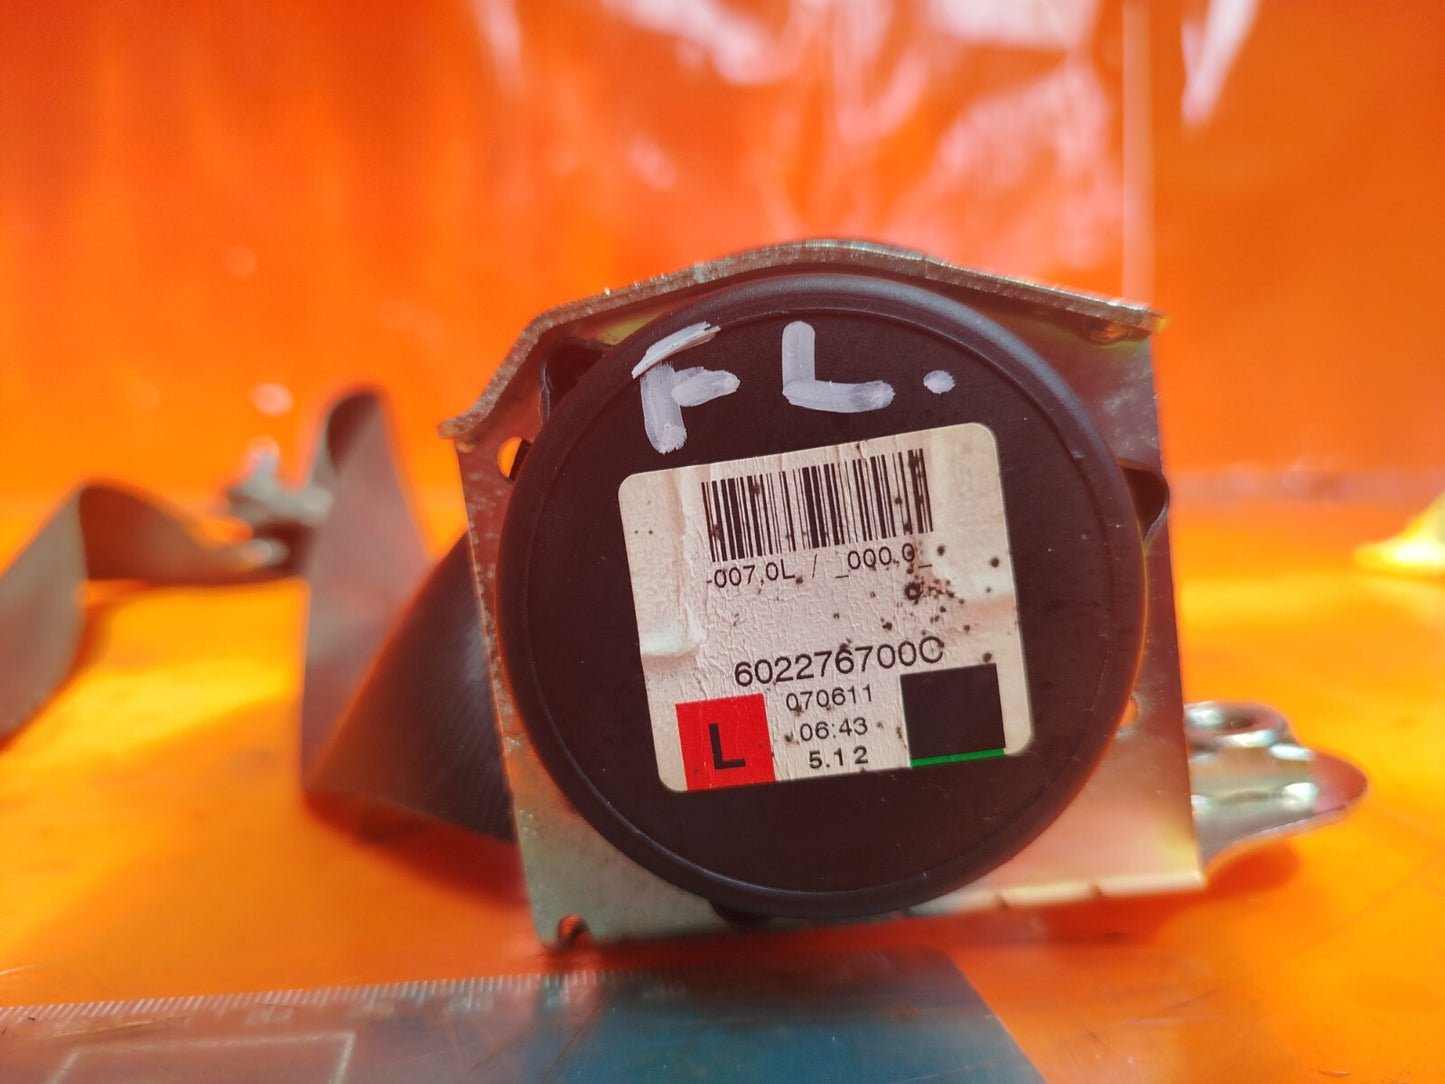 FL.
-007,0L / _000,0_
602276700C
070611
06:43
L
5.12